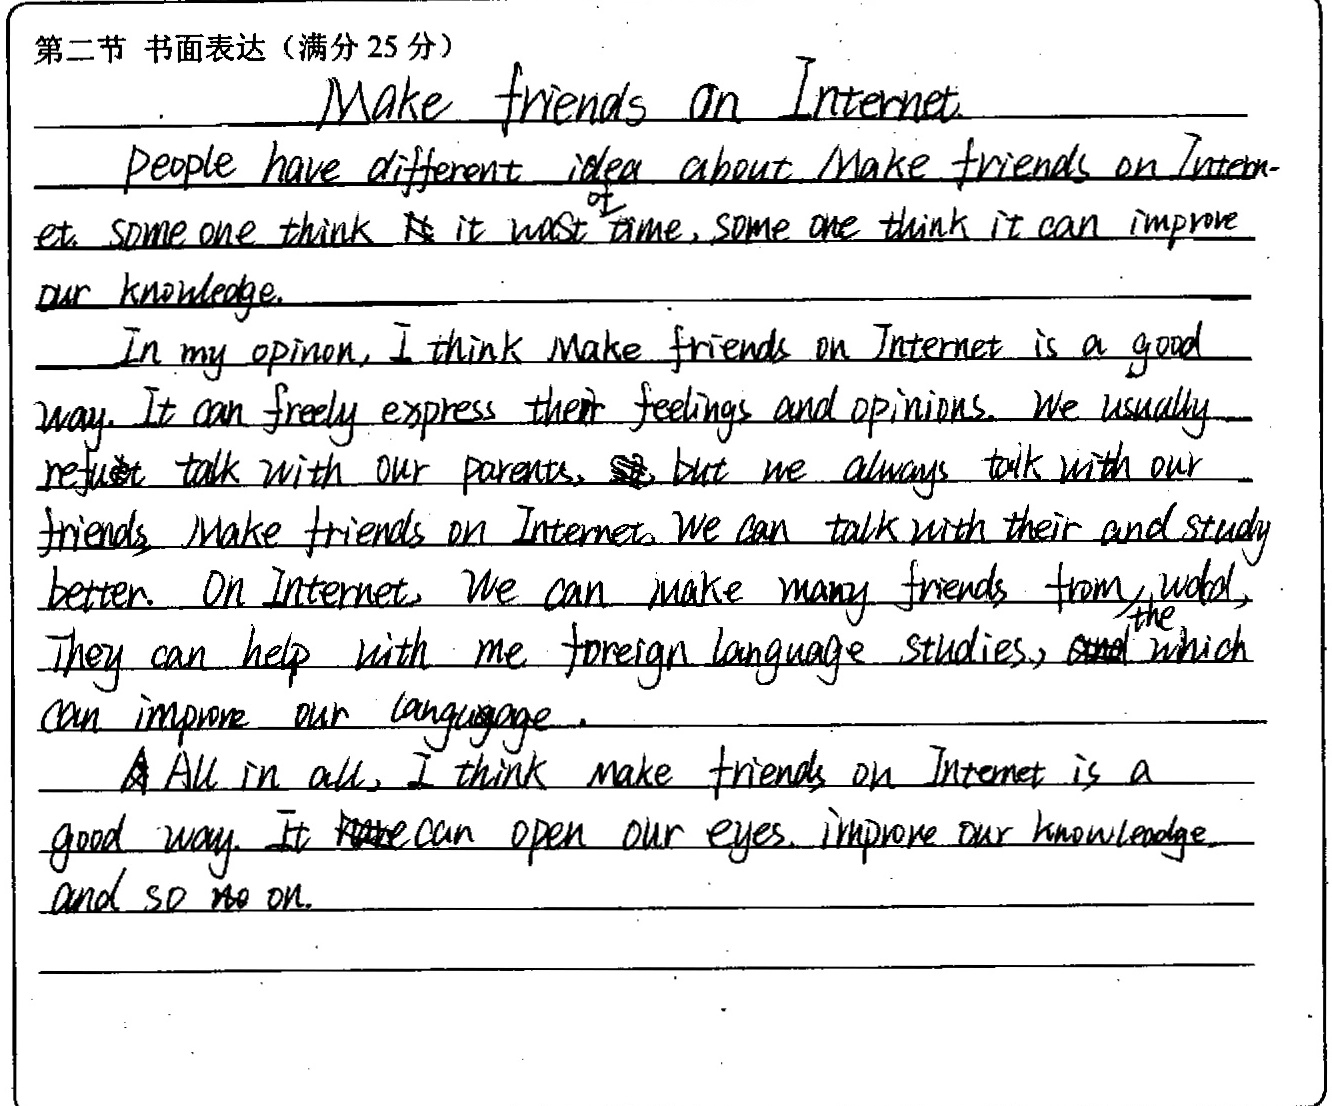 第二节 书面表达（满分 25 分）
Make friends on Internet.
People have different idea about Make friends on Intern-
et. some one think it wast of time, some one think it can improve
our knowledge.
In my opinon, I think Make friends on Internet is a good
way. It can freely express their feelings and opinions. We usually
refust talk with our parents, but we always talk with our
friends, Make friends on Internet, We can talk with their and study
better. On Internet, We can make many friends from the wold,
They can help with me foreign language studies, which
can improve our langugage.
All in all, I think make friends on Internet is a
good way. It can open our eyes. improve our knowleadge
and so on.